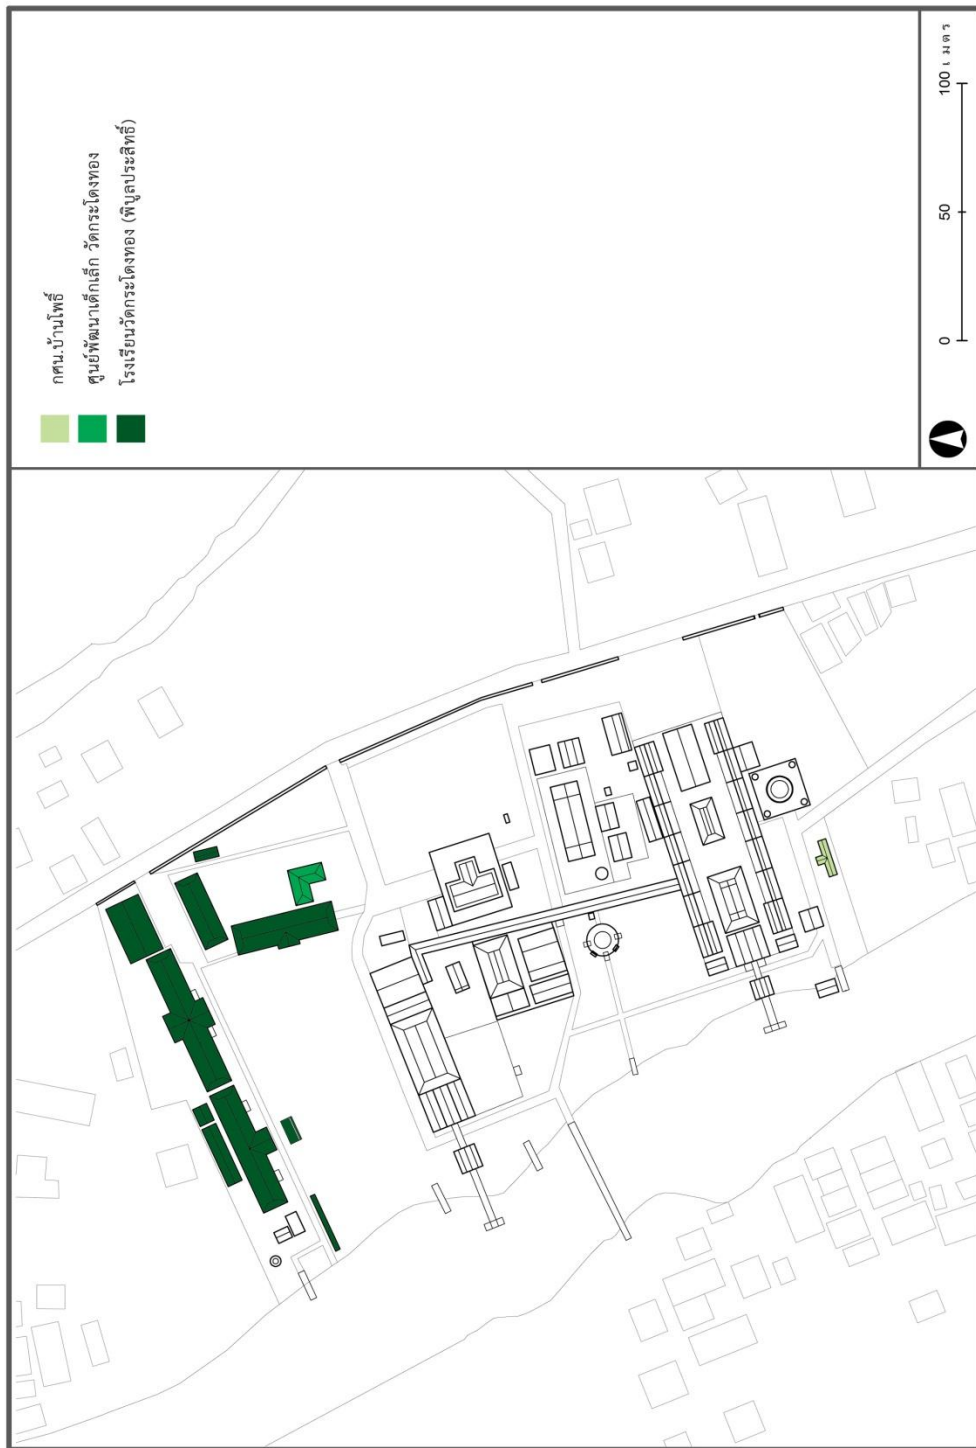 กศน.บ้านโพธิ์
ศูนย์พัฒนาเด็กเล็ก วัดกระโดงทอง
โรงเรียนวัดกระโดงทอง (พิบูลประสิทธิ์)
0 50 100 เมตร